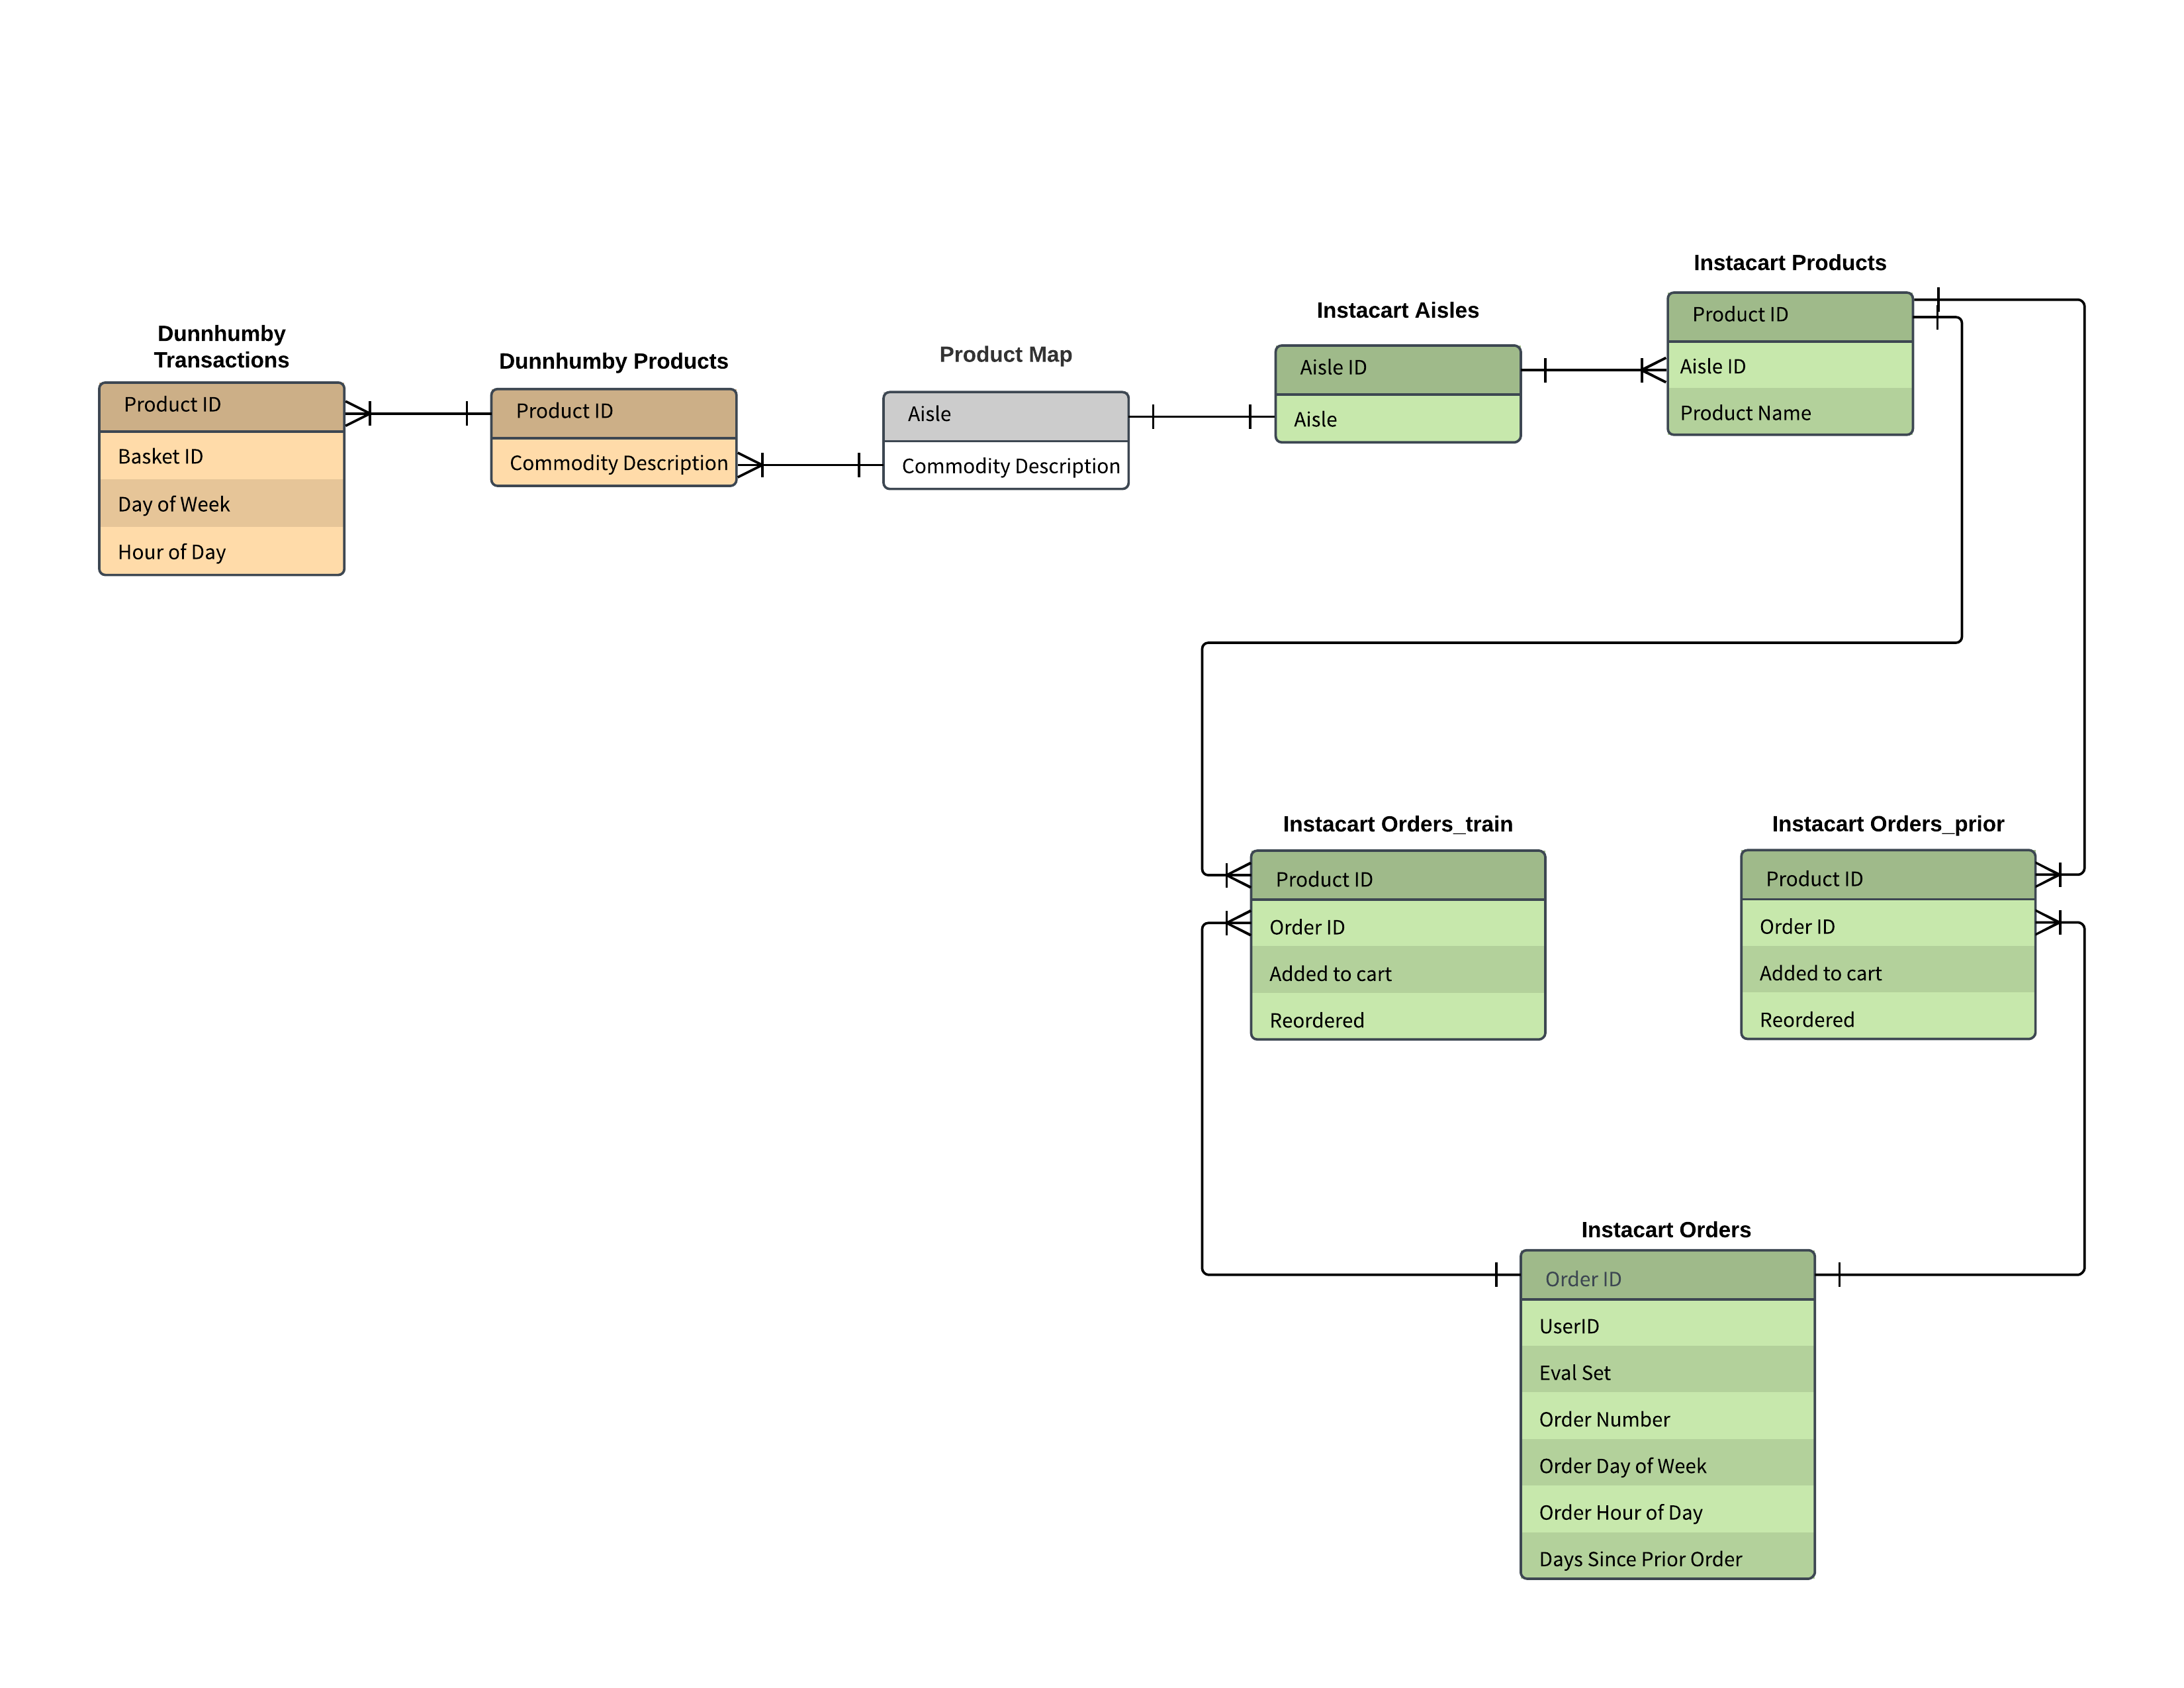 Dunnhumby
Transactions
Product ID
Basket ID
Day of Week
Hour of Day
Dunnhumby Products
Product ID
Commodity Description
Product Map
Aisle
Commodity Description
Instacart Aisles
Aisle ID
Aisle
Instacart Products
Product ID
Aisle ID
Product Name
Instacart Orders_train
Product ID
Order ID
Added to cart
Reordered
Instacart Orders_prior
Product ID
Order ID
Added to cart
Reordered
Instacart Orders
Order ID
UserID
Eval Set
Order Number
Order Day of Week
Order Hour of Day
Days Since Prior Order